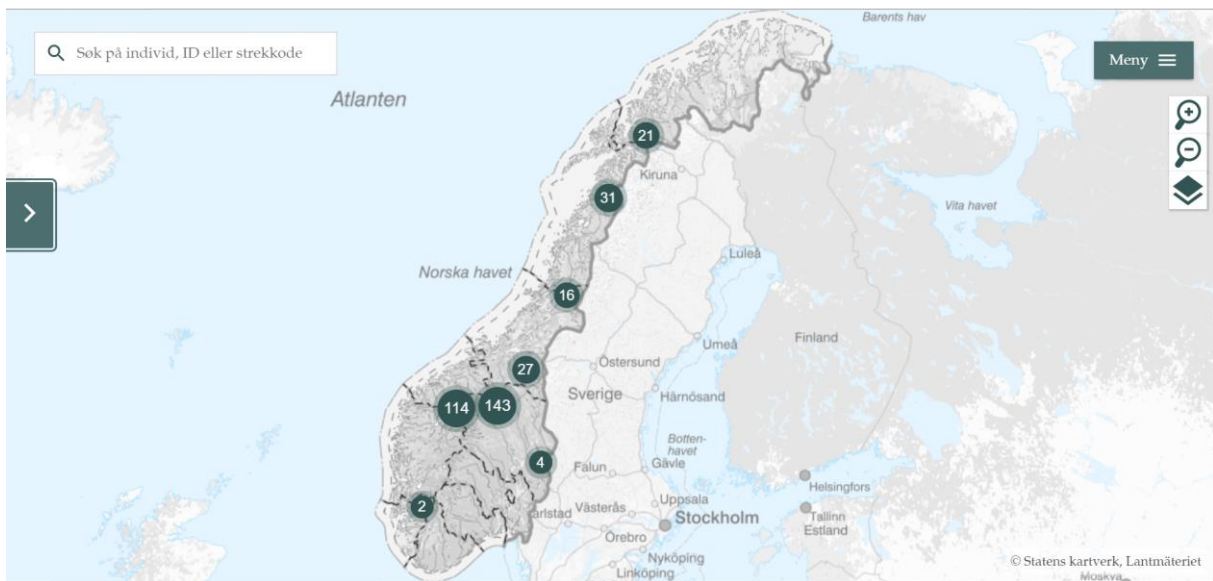 Barents hav
Søk på individ, ID eller strekkode
Meny
Atlanten
21
Kiruna
31
Vita havet
Luleå
Norska havet
16
Umeå
Finland
Östersund
27
Sverige
Härnösand
114
143
Botten-
havet
4
Falun
Gävle
Helsingfors
2
Uppsala
Karlstad
Västerås
Stockholm
Tallinn
Estland
Örebro
Nyköping
© Statens kartverk, Lantmäteriet
Linköping
Moskva